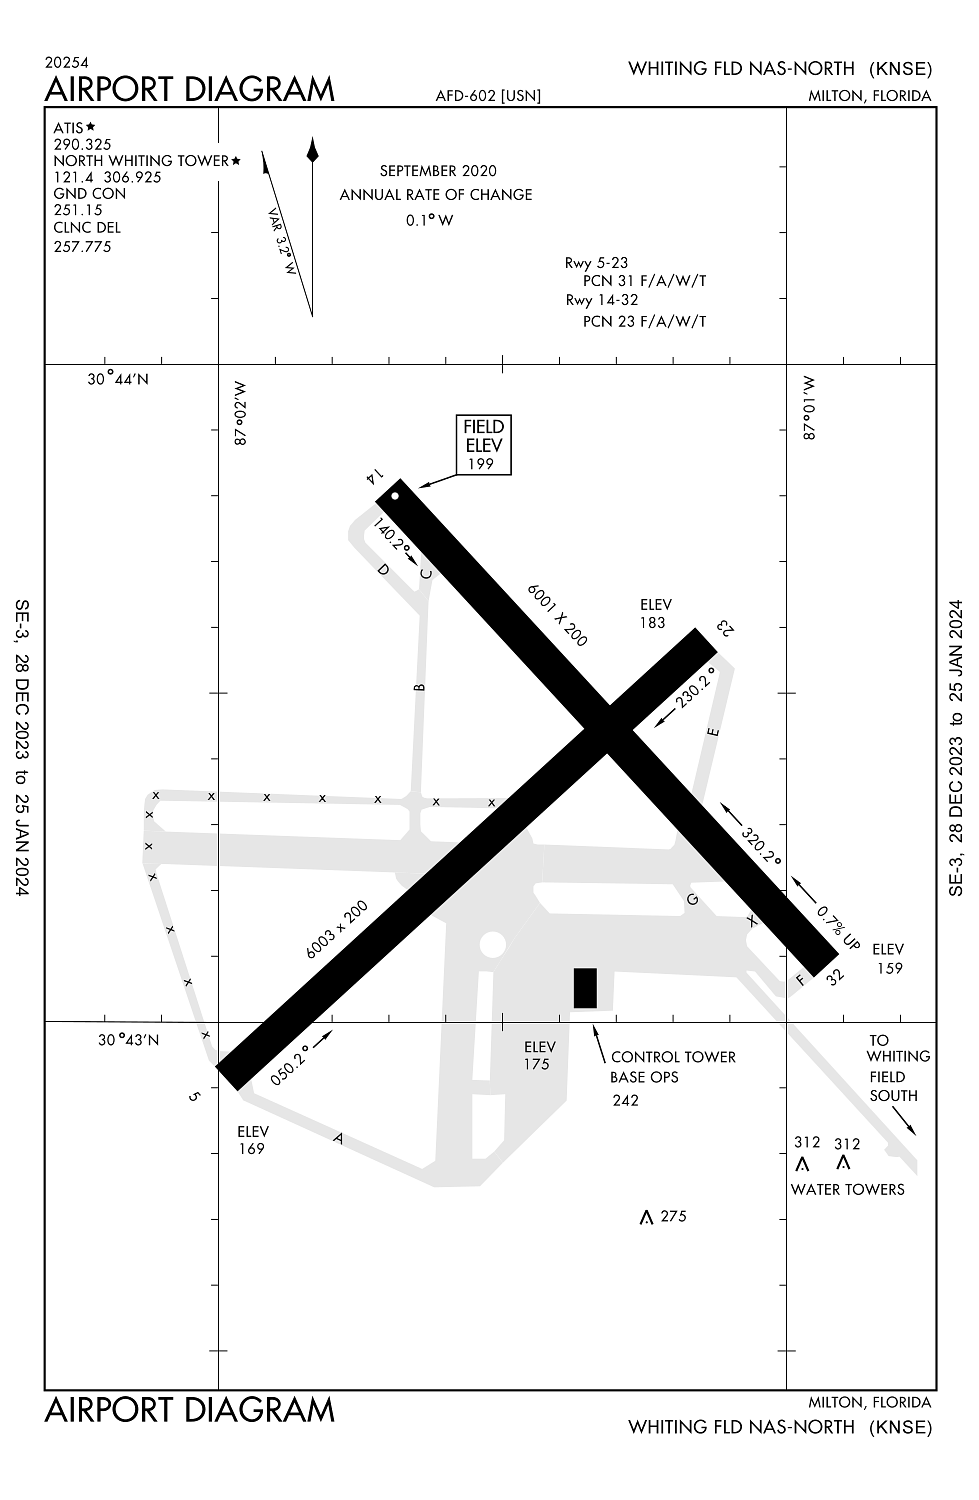 20254
AIRPORT DIAGRAM
AFD-602 [USN]
WHITING FLD NAS-NORTH (KNSE)
MILTON, FLORIDA
ATIS★
290.325
NORTH WHITING TOWER★
121.4 306.925
GND CON
251.15
CLNC DEL
257.775
VAR 3.2° W
SEPTEMBER 2020
ANNUAL RATE OF CHANGE
0.1° W
Rwy 5-23
PCN 31 F/A/W/T
Rwy 14-32
PCN 23 F/A/W/T
30°44'N
87°02'W
87°01'W
FIELD
ELEV
199
14
140.2°
D
C
6001 X 200
ELEV
183
23
230.2°
B
E
SE-3, 28 DEC 2023 to 25 JAN 2024
SE-3, 28 DEC 2023 to 25 JAN 2024
x x x x x x x
x
x
x
x
x
x
320.2°
G
X
0.7% UP
6003 x 200
F
32
ELEV
159
30°43'N
050.2°
5
ELEV
169
A
ELEV
175
CONTROL TOWER
BASE OPS
242
TO
WHITING
FIELD
SOUTH
312 312
WATER TOWERS
275
AIRPORT DIAGRAM
MILTON, FLORIDA
WHITING FLD NAS-NORTH (KNSE)